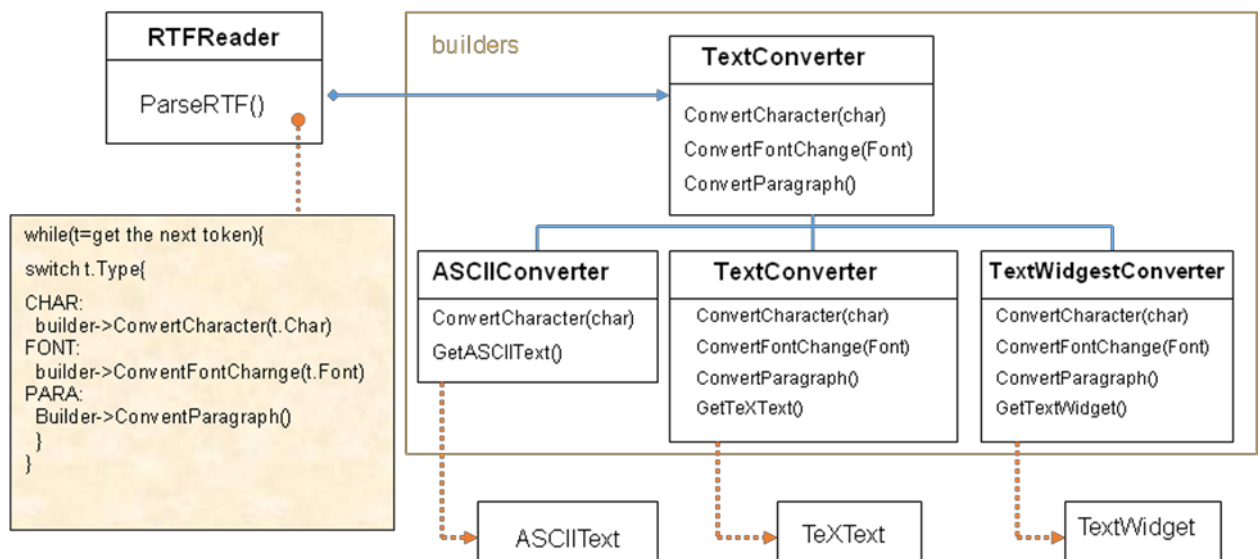 RTFReader
ParseRTF()
while(t=get the next token){
switch t.Type{
CHAR:
builder->ConvertCharacter(t.Char)
FONT:
builder->ConventFontCharnge(t.Font)
PARA:
Builder->ConventParagraph()
}
}
builders
TextConverter
ConvertCharacter(char)
ConvertFontChange(Font)
ConvertParagraph()
ASCIIConverter
ConvertCharacter(char)
GetASCIIText()
TextConverter
ConvertCharacter(char)
ConvertFontChange(Font)
ConvertParagraph()
GetTeXText()
TextWidgestConverter
ConvertCharacter(char)
ConvertFontChange(Font)
ConvertParagraph()
GetTextWidget()
ASCIIText
TeXText
TextWidget